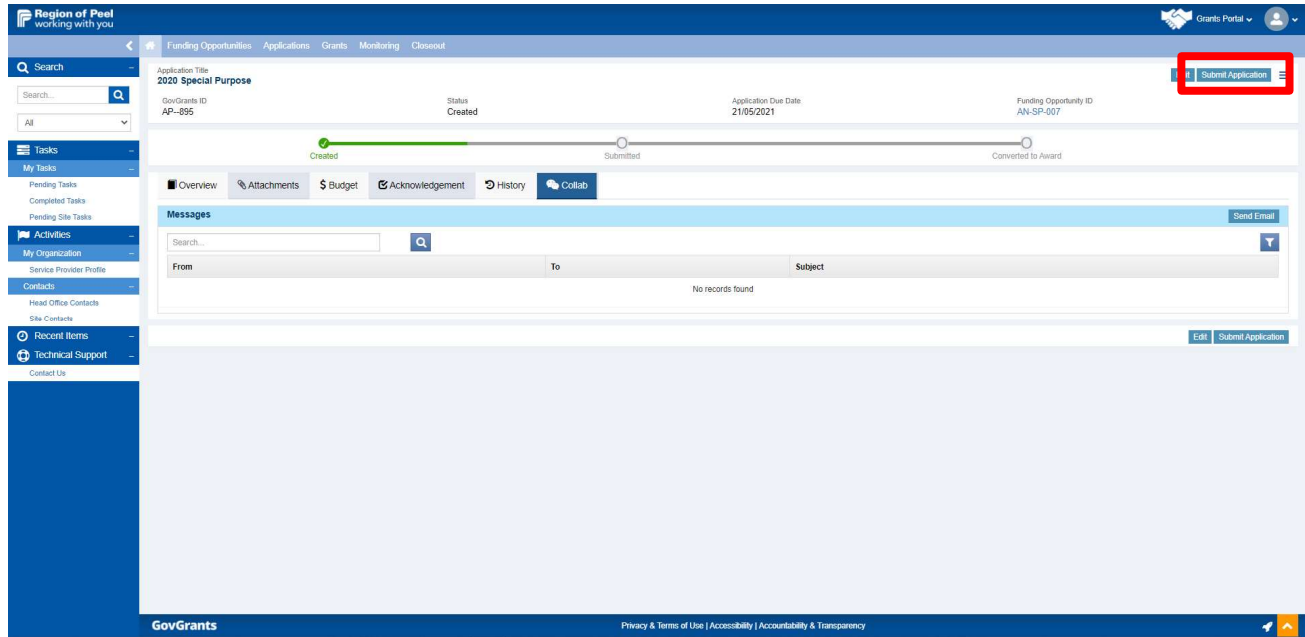 Region of Peel
working with you
Grants Portal
Funding Opportunities Applications Grants Monitoring Closeout
Search
Search...
All
Tasks
My Tasks
Pending Tasks
Completed Tasks
Pending Site Tasks
Activities
My Organization
Service Provider Profile
Contacts
Head Office Contacts
Site Contacts
Recent Items
Technical Support
Contact Us
Application Title
2020 Special Purpose
Submit Application
GovGrants ID
AP--895
Status
Created
Application Due Date
21/05/2021
Funding Opportunity ID
AN-SP-007
Created
Submitted
Converted to Award
Overview Attachments Budget Acknowledgement History Collab
Messages
Send Email
Search...
From To Subject
No records found
Edit Submit Application
GovGrants
Privacy & Terms of Use | Accessibility | Accountability & Transparency